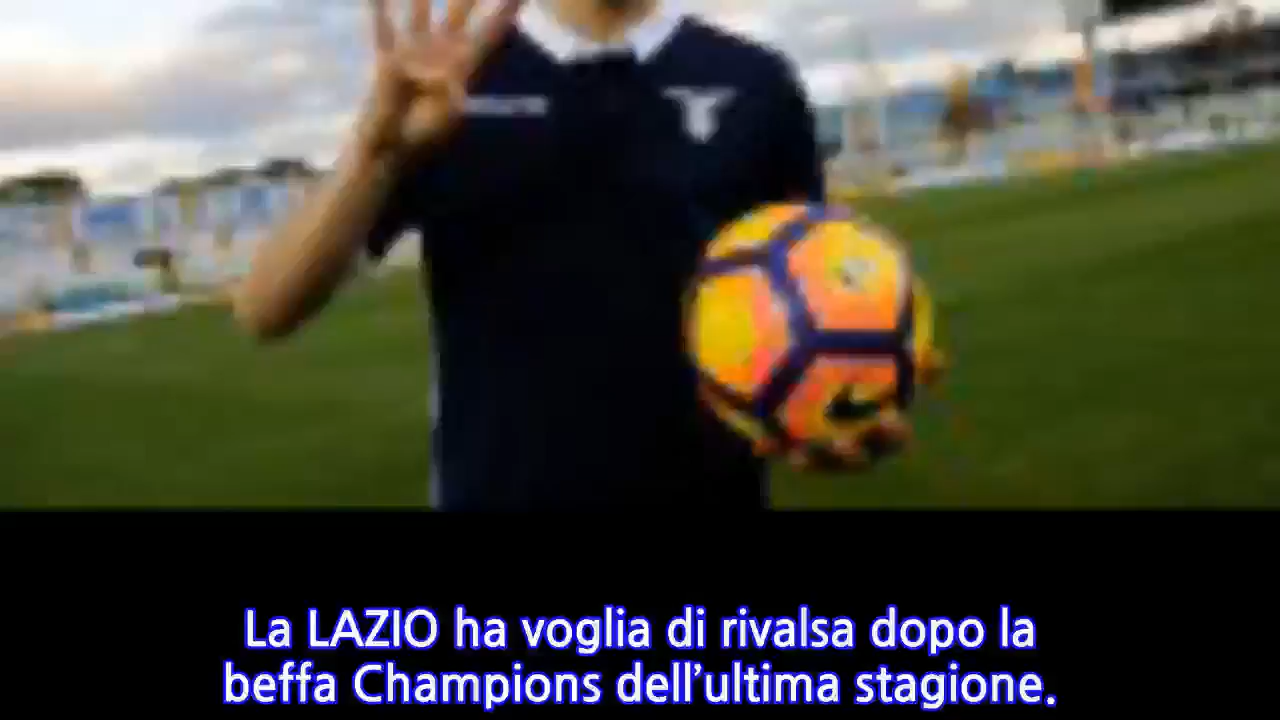 La LAZIO ha voglia di rivalsa dopo la
beffa Champions dell'ultima stagione.